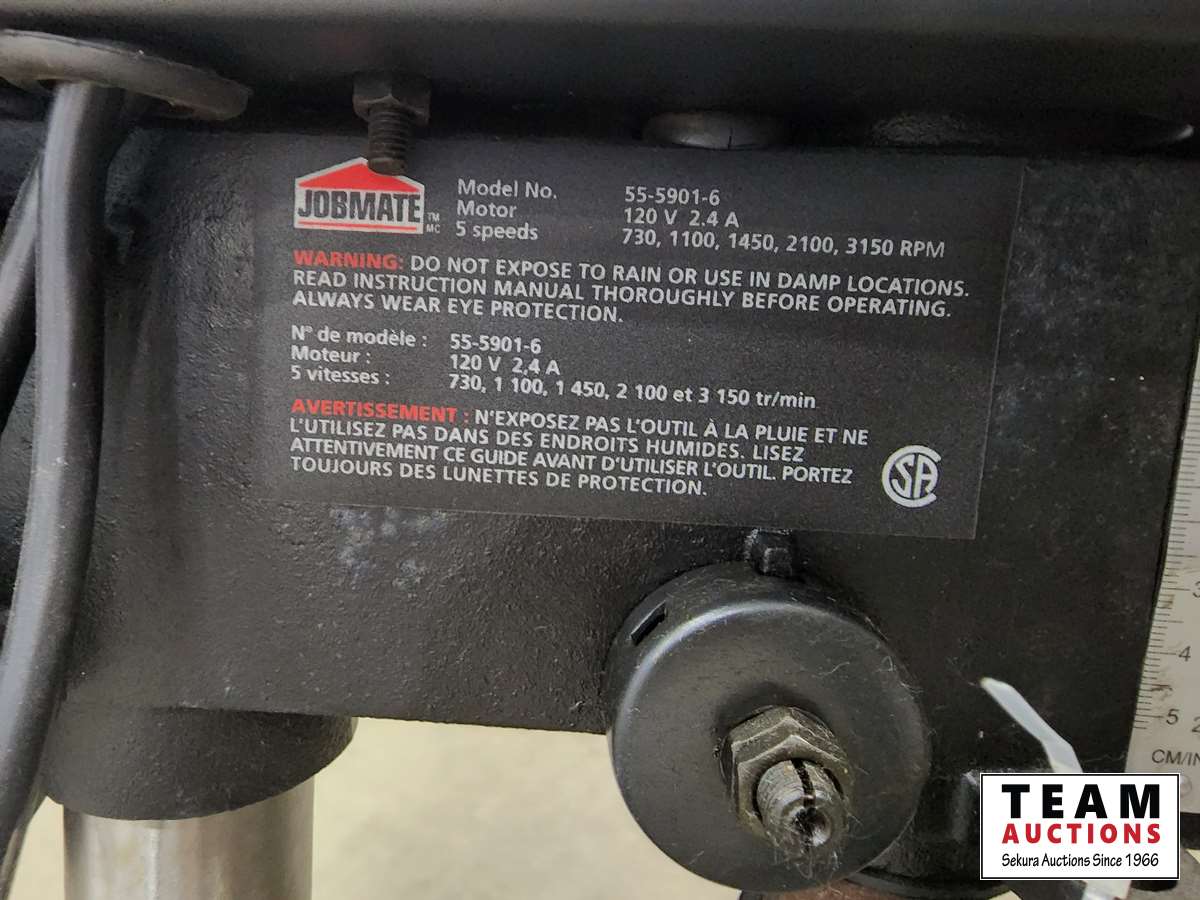 JOBMATE TM MC
Model No. 55-5901-6
Motor 120 V 2.4 A
5 speeds 730, 1100, 1450, 2100, 3150 RPM
WARNING: DO NOT EXPOSE TO RAIN OR USE IN DAMP LOCATIONS.
READ INSTRUCTION MANUAL THOROUGHLY BEFORE OPERATING.
ALWAYS WEAR EYE PROTECTION.
N° de modèle : 55-5901-6
Moteur : 120 V 2,4 A
5 vitesses : 730, 1 100, 1 450, 2 100 et 3 150 tr/min
AVERTISSEMENT : N'EXPOSEZ PAS L'OUTIL À LA PLUIE ET NE
L'UTILISEZ PAS DANS DES ENDROITS HUMIDES. LISEZ
ATTENTIVEMENT CE GUIDE AVANT D'UTILISER L'OUTIL. PORTEZ
TOUJOURS DES LUNETTES DE PROTECTION.
CSA
3
4
5 2
CM/IN
TEAM
AUCTIONS
Sekura Auctions Since 1966